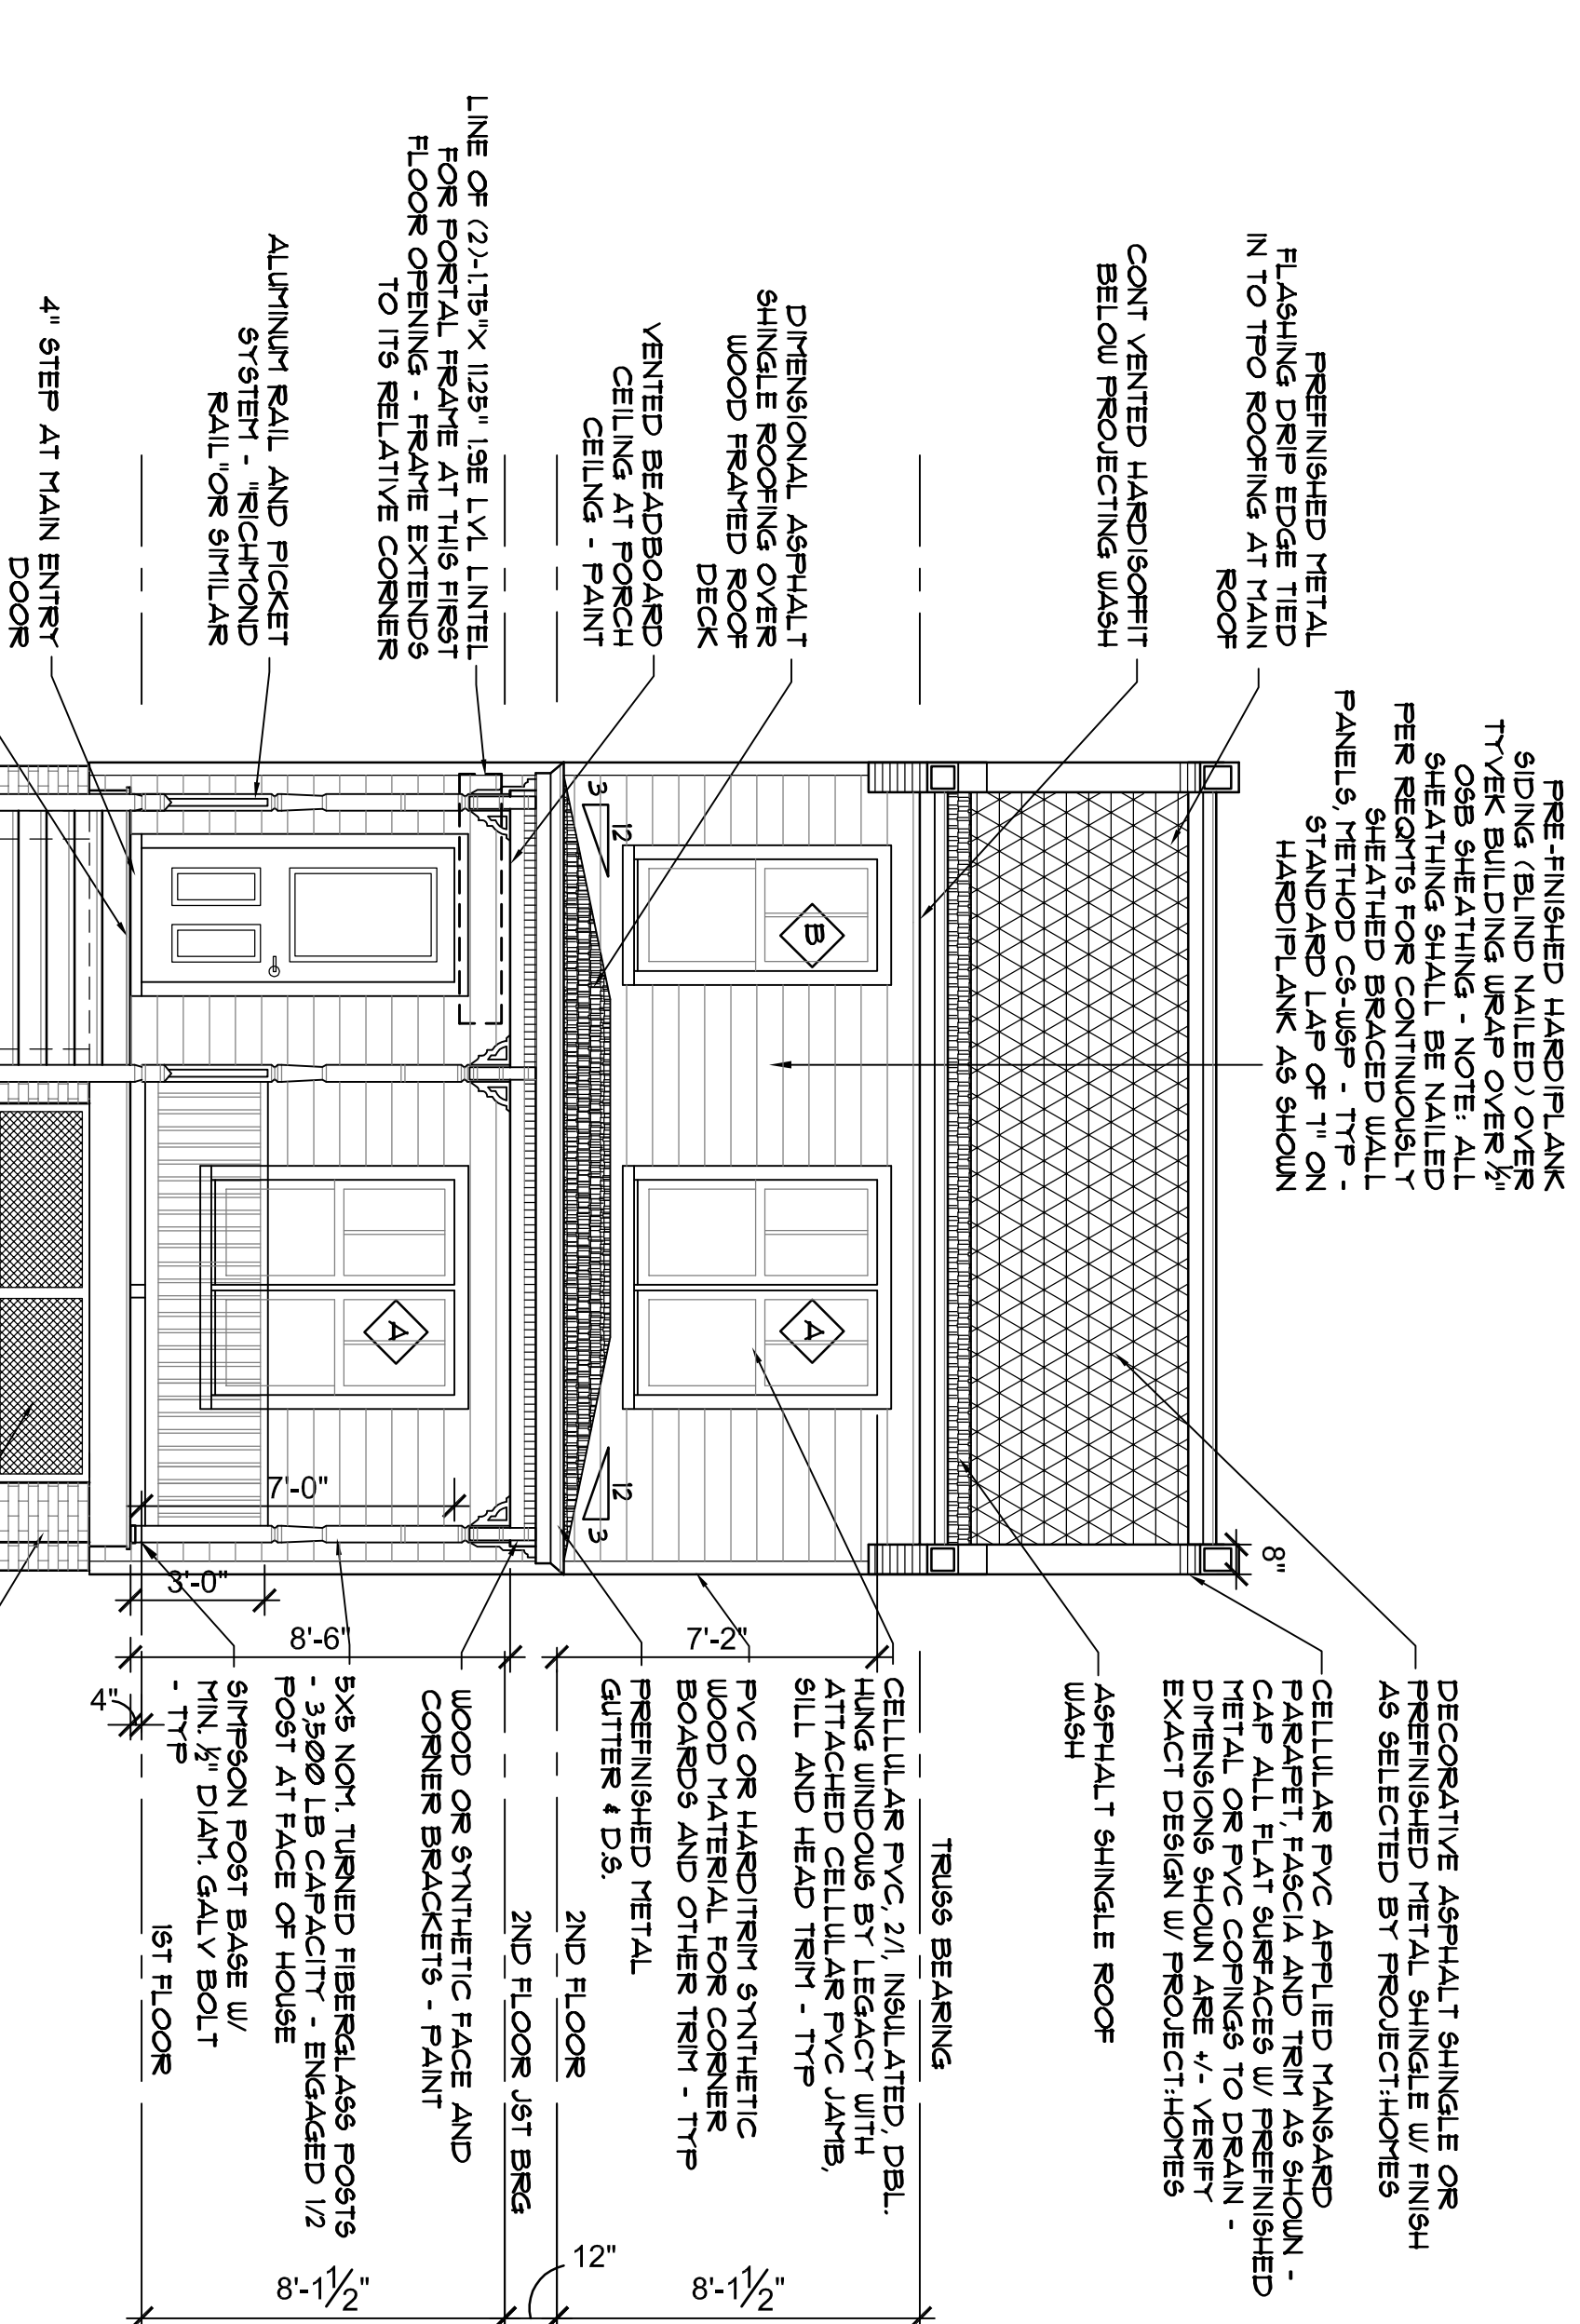 PRE-FINISHED HARDIPLANK
SIDING (BLIND NAILED) OVER
TYVEK BUILDING WRAP OVER ½"
OSB SHEATHING - NOTE: ALL
SHEATHING SHALL BE NAILED
PER REQMTS FOR CONTINUOUSLY
SHEATHED BRACED WALL
PANELS, METHOD CS-WSP - TYP -
STANDARD LAP OF 7" ON
HARDIPLANK AS SHOWN
PREFINISHED METAL
FLASHING DRIP EDGE TIED
IN TO TPO ROOFING AT MAIN
ROOF
CONT VENTED HARDISOFFIT
BELOW PROJECTING WASH
DIMENSIONAL ASPHALT
SHINGLE ROOFING OVER
WOOD FRAMED ROOF
DECK
VENTED BEADBOARD
CEILING AT PORCH
CEILNG - PAINT
LINE OF (2)-1.75"X 11.25" 1.9E LVL LINTEL
FOR PORTAL FRAME AT THIS FIRST
FLOOR OPENING - FRAME EXTENDS
TO ITS RELATIVE CORNER
ALUMINUM RAIL AND PICKET
SYSTEM - "RICHMOND
RAIL"OR SIMILAR
4" STEP AT MAIN ENTRY
DOOR
8"
3
12
12
3
B
A
A
7'-0"
3'-0"
8'-6"
7'-2"
4"
DECORATIVE ASPHALT SHINGLE OR
PREFINISHED METAL SHINGLE W/ FINISH
AS SELECTED BY PROJECT:HOMES
CELLULAR PVC APPLIED MANSARD
PARAPET, FASCIA AND TRIM AS SHOWN -
CAP ALL FLAT SURFACES W/ PREFINISHED
METAL OR PVC COPINGS TO DRAIN -
DIMENSIONS SHOWN ARE +/- VERIFY
EXACT DESIGN W/ PROJECT:HOMES
ASPHALT SHINGLE ROOF
WASH
TRUSS BEARING
CELLULAR PVC, 2/1, INSULATED, DBL.
HUNG WINDOWS BY LEGACY WITH
ATTACHED CELLULAR PVC JAMB,
SILL AND HEAD TRIM - TYP
PVC OR HARDITRIM SYNTHETIC
WOOD MATERIAL FOR CORNER
BOARDS AND OTHER TRIM - TYP
PREFINISHED METAL
GUTTER & D.S.
2ND FLOOR
2ND FLOOR JST BRG
WOOD OR SYNTHETIC FACE AND
CORNER BRACKETS - PAINT
5X5 NOM. TURNED FIBERGLASS POSTS
- 3,500 LB CAPACITY - ENGAGED 1/2
POST AT FACE OF HOUSE
SIMPSON POST BASE W/
MIN. ½" DIAM. GALV BOLT
- TYP
1ST FLOOR
8'-1½"
12"
8'-1½"